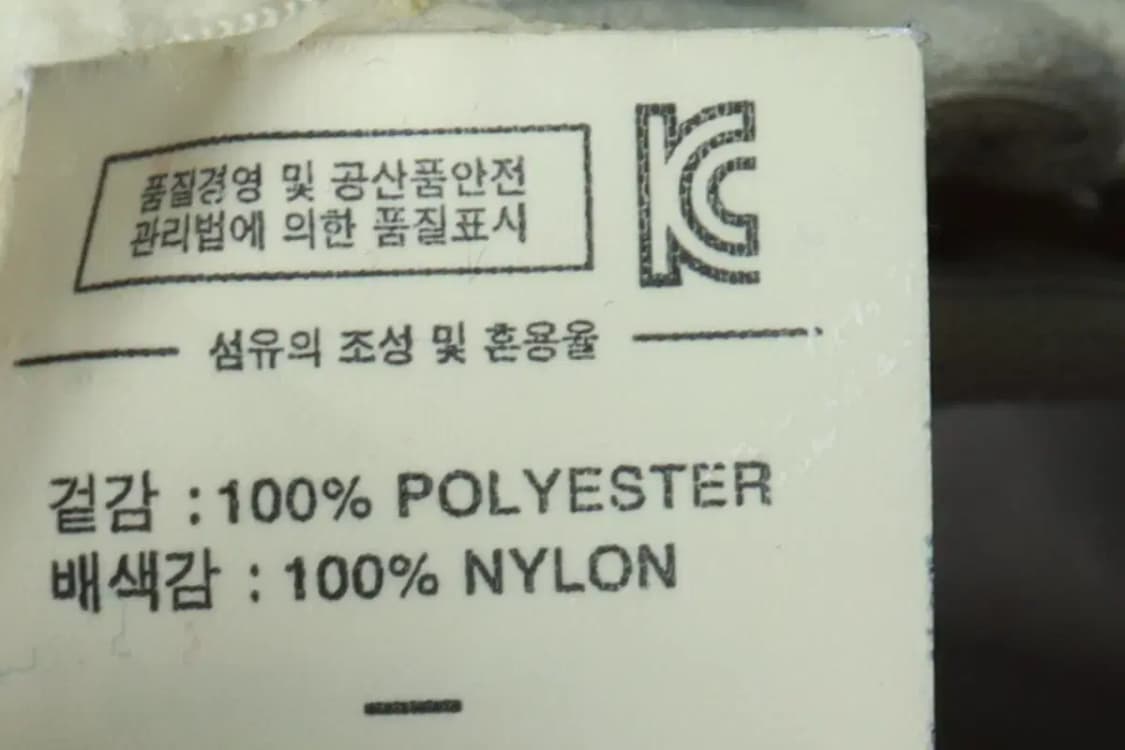 품질경영 및 공산품안전
관리법에 의한 품질표시
KC
섬유의 조성 및 혼용율
겉감 : 100% POLYESTER
배색감 : 100% NYLON